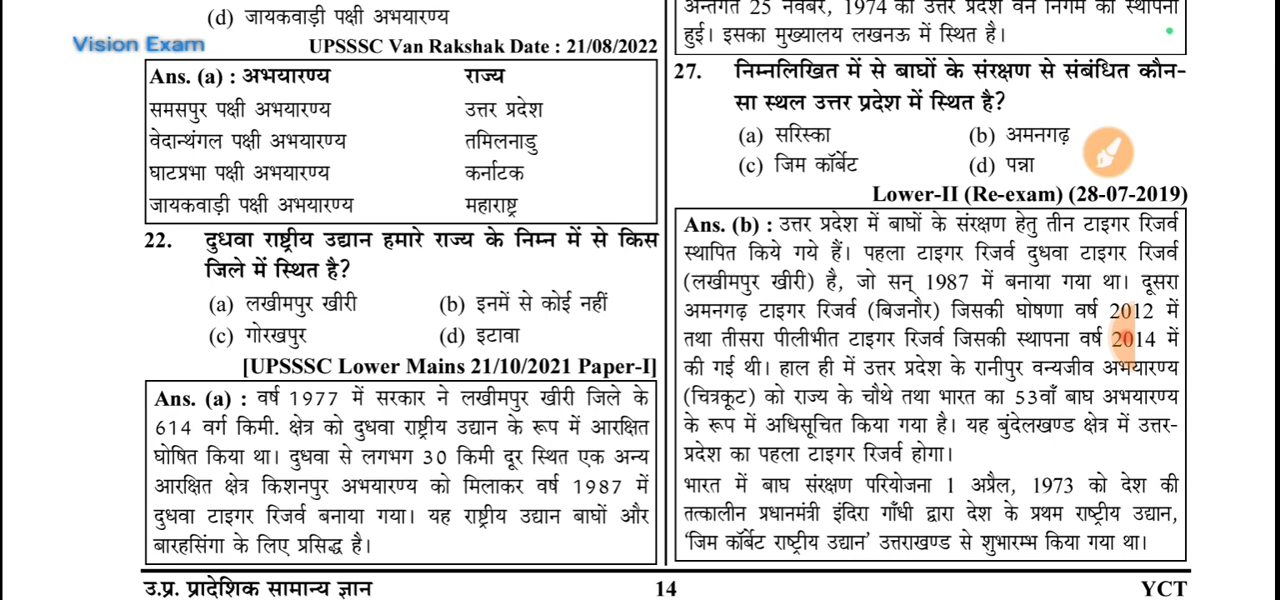 (d) जायकवाड़ी पक्षी अभयारण्य
Vision Exam
UPSSSC Van Rakshak Date : 21/08/2022
Ans. (a) : अभयारण्य राज्य
समसपुर पक्षी अभयारण्य उत्तर प्रदेश
वेदान्थंगल पक्षी अभयारण्य तमिलनाडु
घाटप्रभा पक्षी अभयारण्य कर्नाटक
जायकवाड़ी पक्षी अभयारण्य महाराष्ट्र
22. दुधवा राष्ट्रीय उद्यान हमारे राज्य के निम्न में से किस
जिले में स्थित है?
(a) लखीमपुर खीरी (b) इनमें से कोई नहीं
(c) गोरखपुर (d) इटावा
[UPSSSC Lower Mains 21/10/2021 Paper-I]
Ans. (a) : वर्ष 1977 में सरकार ने लखीमपुर खीरी जिले के
614 वर्ग किमी. क्षेत्र को दुधवा राष्ट्रीय उद्यान के रूप में आरक्षित
घोषित किया था। दुधवा से लगभग 30 किमी दूर स्थित एक अन्य
आरक्षित क्षेत्र किशनपुर अभयारण्य को मिलाकर वर्ष 1987 में
दुधवा टाइगर रिजर्व बनाया गया। यह राष्ट्रीय उद्यान बाघों और
बारहसिंगा के लिए प्रसिद्ध है।
अन्तर्गत 25 नवंबर, 1974 को उत्तर प्रदेश वन निगम की स्थापना
हुई। इसका मुख्यालय लखनऊ में स्थित है।
27. निम्नलिखित में से बाघों के संरक्षण से संबंधित कौन-
सा स्थल उत्तर प्रदेश में स्थित है?
(a) सरिस्का (b) अमनगढ़
(c) जिम कॉर्बेट (d) पन्ना
Lower-II (Re-exam) (28-07-2019)
Ans. (b) : उत्तर प्रदेश में बाघों के संरक्षण हेतु तीन टाइगर रिजर्व
स्थापित किये गये हैं। पहला टाइगर रिजर्व दुधवा टाइगर रिजर्व
(लखीमपुर खीरी) है, जो सन् 1987 में बनाया गया था। दूसरा
अमनगढ़ टाइगर रिजर्व (बिजनौर) जिसकी घोषणा वर्ष 2012 में
तथा तीसरा पीलीभीत टाइगर रिजर्व जिसकी स्थापना वर्ष 2014 में
की गई थी। हाल ही में उत्तर प्रदेश के रानीपुर वन्यजीव अभयारण्य
(चित्रकूट) को राज्य के चौथे तथा भारत का 53वाँ बाघ अभयारण्य
के रूप में अधिसूचित किया गया है। यह बुंदेलखण्ड क्षेत्र में उत्तर-
प्रदेश का पहला टाइगर रिजर्व होगा।
भारत में बाघ संरक्षण परियोजना 1 अप्रैल, 1973 को देश की
तत्कालीन प्रधानमंत्री इंदिरा गाँधी द्वारा देश के प्रथम राष्ट्रीय उद्यान,
'जिम कॉर्बेट राष्ट्रीय उद्यान' उत्तराखण्ड से शुभारम्भ किया गया था।
उ.प्र. प्रादेशिक सामान्य ज्ञान 14 YCT